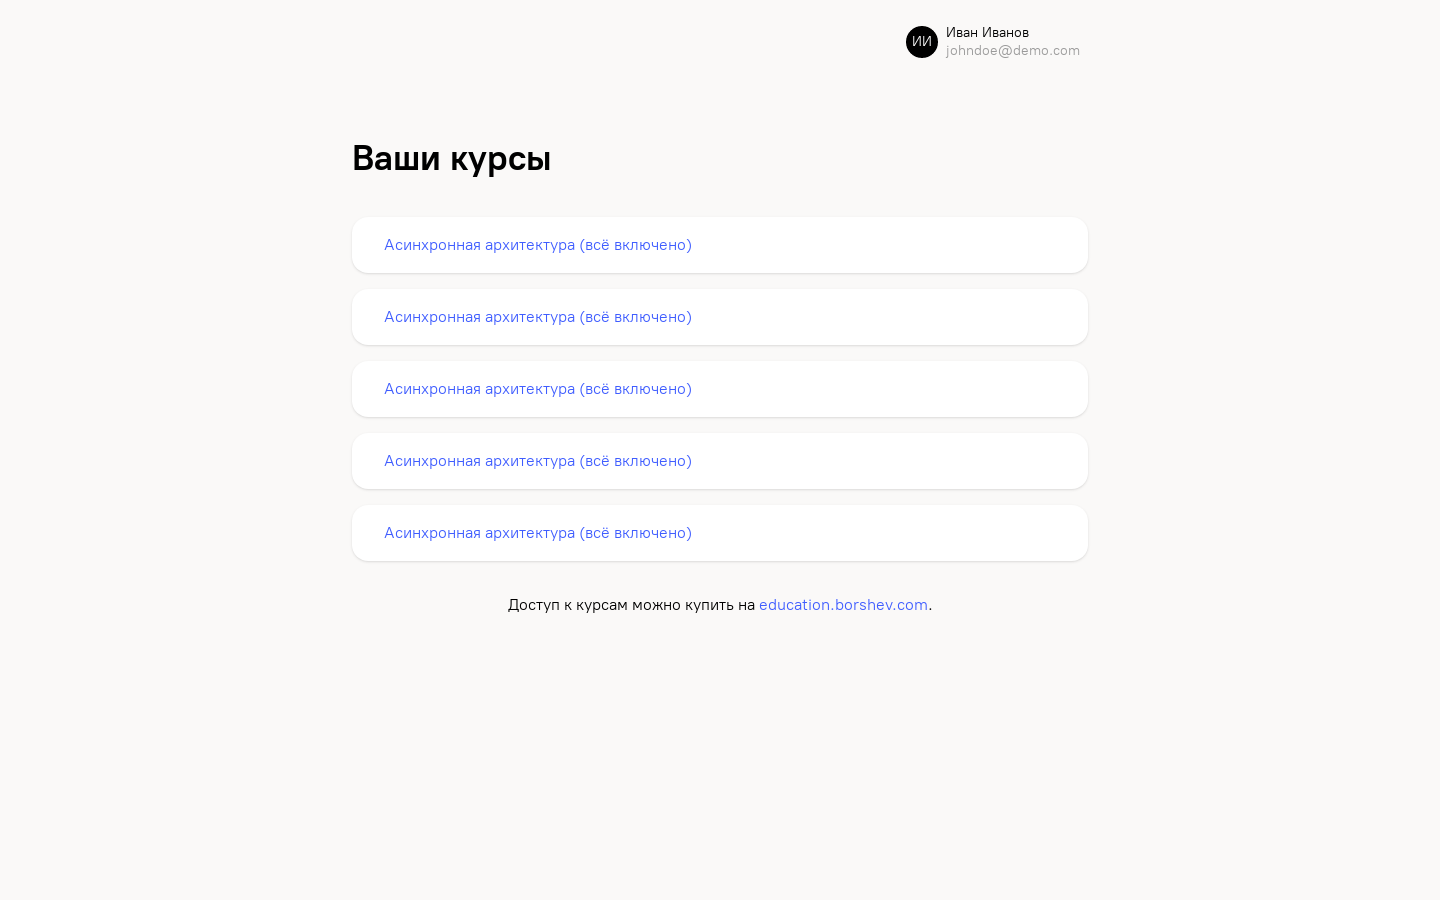 ИИ
Иван Иванов
johndoe@demo.com
Ваши курсы
Асинхронная архитектура (всё включено)
Асинхронная архитектура (всё включено)
Асинхронная архитектура (всё включено)
Асинхронная архитектура (всё включено)
Асинхронная архитектура (всё включено)
Доступ к курсам можно купить на education.borshev.com.